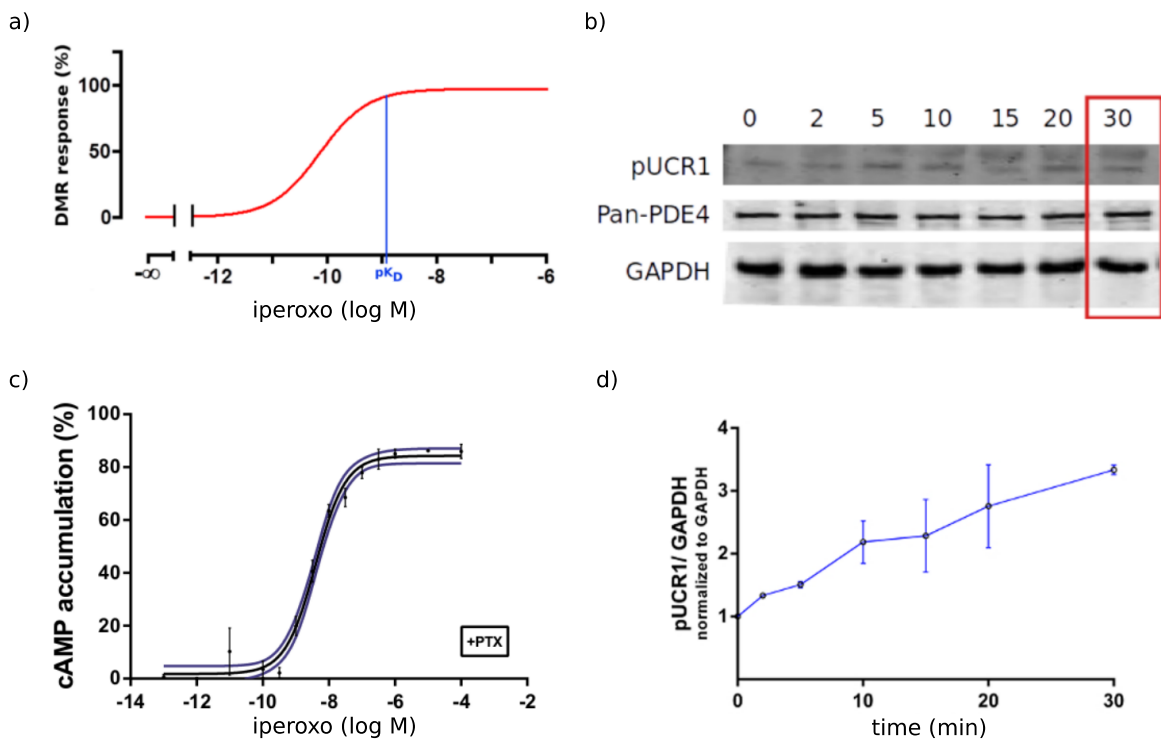 a)
DMR response (%)
100
50
0
-∞
-12
-10
-8
-6
pKD
iperoxo (log M)
b)
0 2 5 10 15 20 30
pUCR1
Pan-PDE4
GAPDH
c)
cAMP accumulation (%)
100
80
60
40
20
0
+PTX
-14 -12 -10 -8 -6 -4 -2
iperoxo (log M)
d)
pUCR1/ GAPDH
normalized to GAPDH
4
3
2
1
0 10 20 30
time (min)